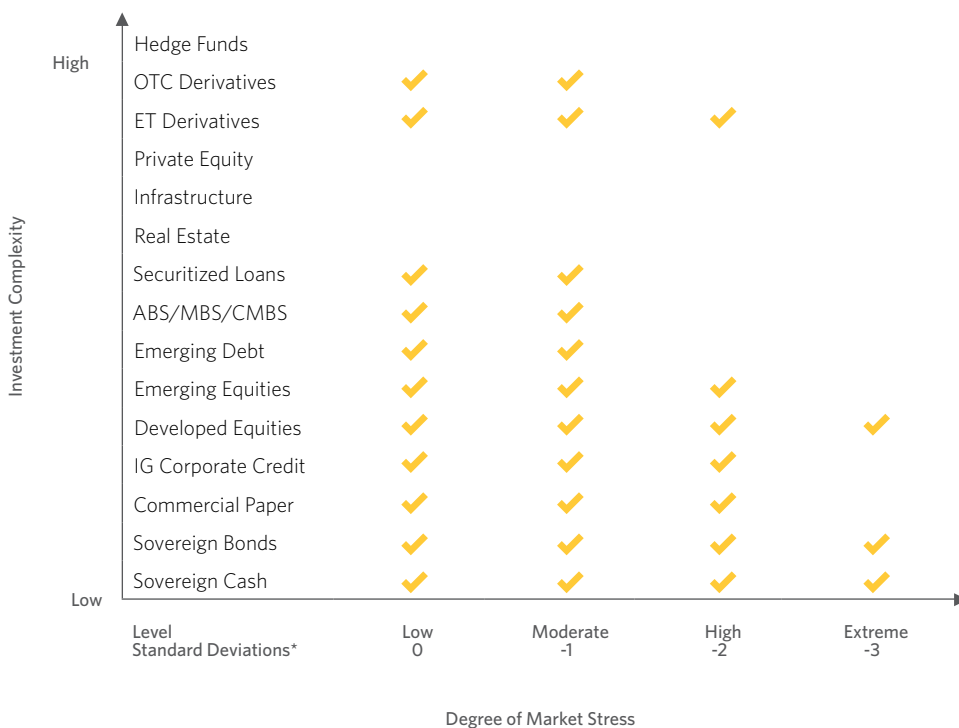 High
Hedge Funds
OTC Derivatives
ET Derivatives
Private Equity
Infrastructure
Real Estate
Securitized Loans
ABS/MBS/CMBS
Emerging Debt
Emerging Equities
Developed Equities
IG Corporate Credit
Commercial Paper
Sovereign Bonds
Sovereign Cash
Low
Investment Complexity
Level Low Moderate High Extreme
Standard Deviations* 0 -1 -2 -3
Degree of Market Stress